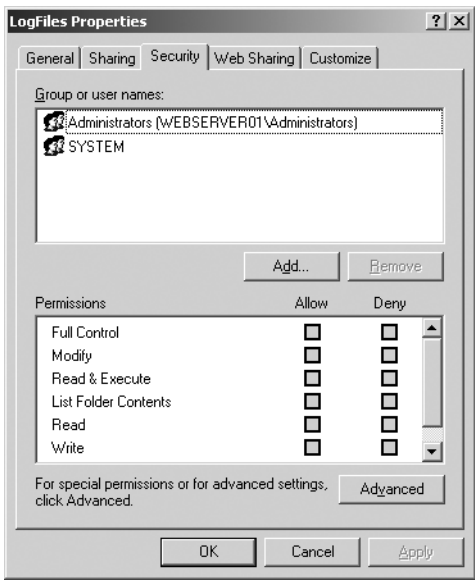 LogFiles Properties
General Sharing Security Web Sharing Customize
Group or user names:
Administrators (WEBSERVER01\Administrators)
SYSTEM
Add... Remove
Permissions Allow Deny
Full Control
Modify
Read & Execute
List Folder Contents
Read
Write
For special permissions or for advanced settings,
click Advanced.
Advanced
OK Cancel Apply